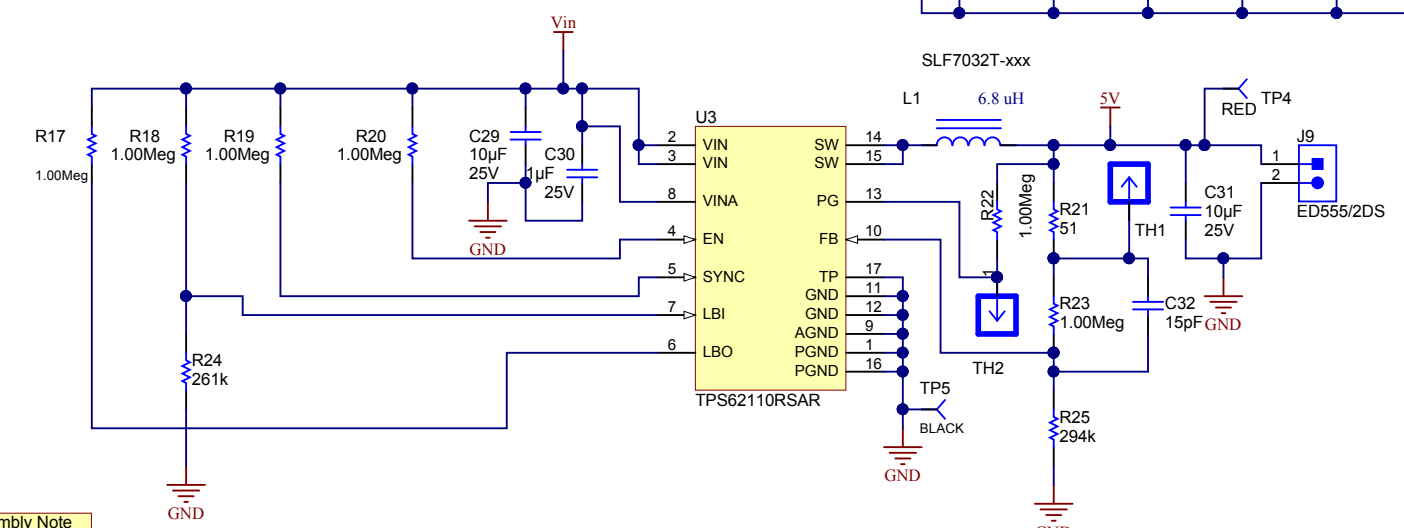 Vin
SLF7032T-xxx
L1
6.8 uH
5V
RED
TP4
J9
1
2
ED555/2DS
R17
1.00Meg
R18
1.00Meg
R19
1.00Meg
R20
1.00Meg
C29
10µF
25V
C30
1µF
25V
GND
U3
2
VIN
3
VIN
8
VINA
4
EN
5
SYNC
7
LBI
6
LBO
SW
14
SW
15
PG
13
FB
10
TP
17
GND
11
GND
12
AGND
9
PGND
1
PGND
16
TPS62110RSAR
R22
1.00Meg
R21
51
TH1
C31
10µF
25V
GND
1
TH2
R23
1.00Meg
C32
15pF
R24
261k
GND
TP5
BLACK
GND
R25
294k
mbly Note